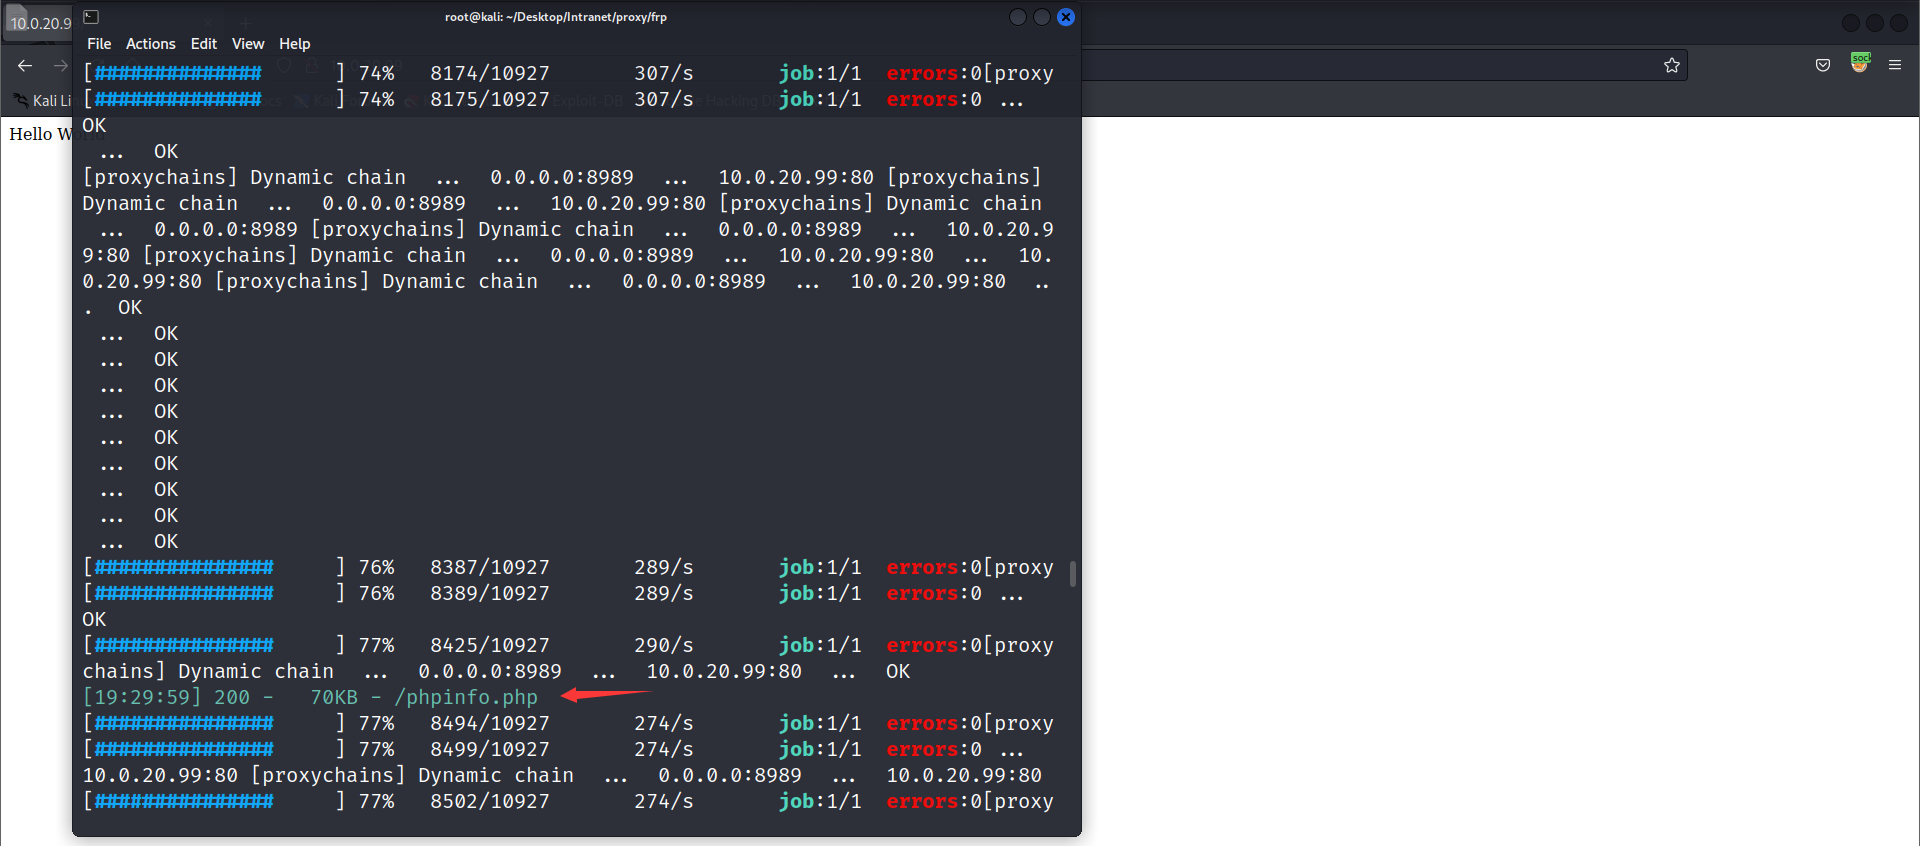 10.0.20.9
root@kali: ~/Desktop/Intranet/proxy/frp
File Actions Edit View Help
Kali Li
Hello W
[############## ] 74% 8174/10927 307/s job:1/1 errors:0[proxy
[############## ] 74% 8175/10927 307/s job:1/1 errors:0 ...
OK
... OK
[proxychains] Dynamic chain ... 0.0.0.0:8989 ... 10.0.20.99:80 [proxychains]
Dynamic chain ... 0.0.0.0:8989 ... 10.0.20.99:80 [proxychains] Dynamic chain
... 0.0.0.0:8989 [proxychains] Dynamic chain ... 0.0.0.0:8989 ... 10.0.20.9
9:80 [proxychains] Dynamic chain ... 0.0.0.0:8989 ... 10.0.20.99:80 ... 10.
0.20.99:80 [proxychains] Dynamic chain ... 0.0.0.0:8989 ... 10.0.20.99:80 ..
. OK
... OK
... OK
... OK
... OK
... OK
... OK
... OK
... OK
... OK
[############### ] 76% 8387/10927 289/s job:1/1 errors:0[proxy
[############### ] 76% 8389/10927 289/s job:1/1 errors:0 ...
OK
[############### ] 77% 8425/10927 290/s job:1/1 errors:0[proxy
chains] Dynamic chain ... 0.0.0.0:8989 ... 10.0.20.99:80 ... OK
[19:29:59] 200 - 70KB - /phpinfo.php
[############### ] 77% 8494/10927 274/s job:1/1 errors:0[proxy
[############### ] 77% 8499/10927 274/s job:1/1 errors:0 ...
10.0.20.99:80 [proxychains] Dynamic chain ... 0.0.0.0:8989 ... 10.0.20.99:80
[############### ] 77% 8502/10927 274/s job:1/1 errors:0[proxy